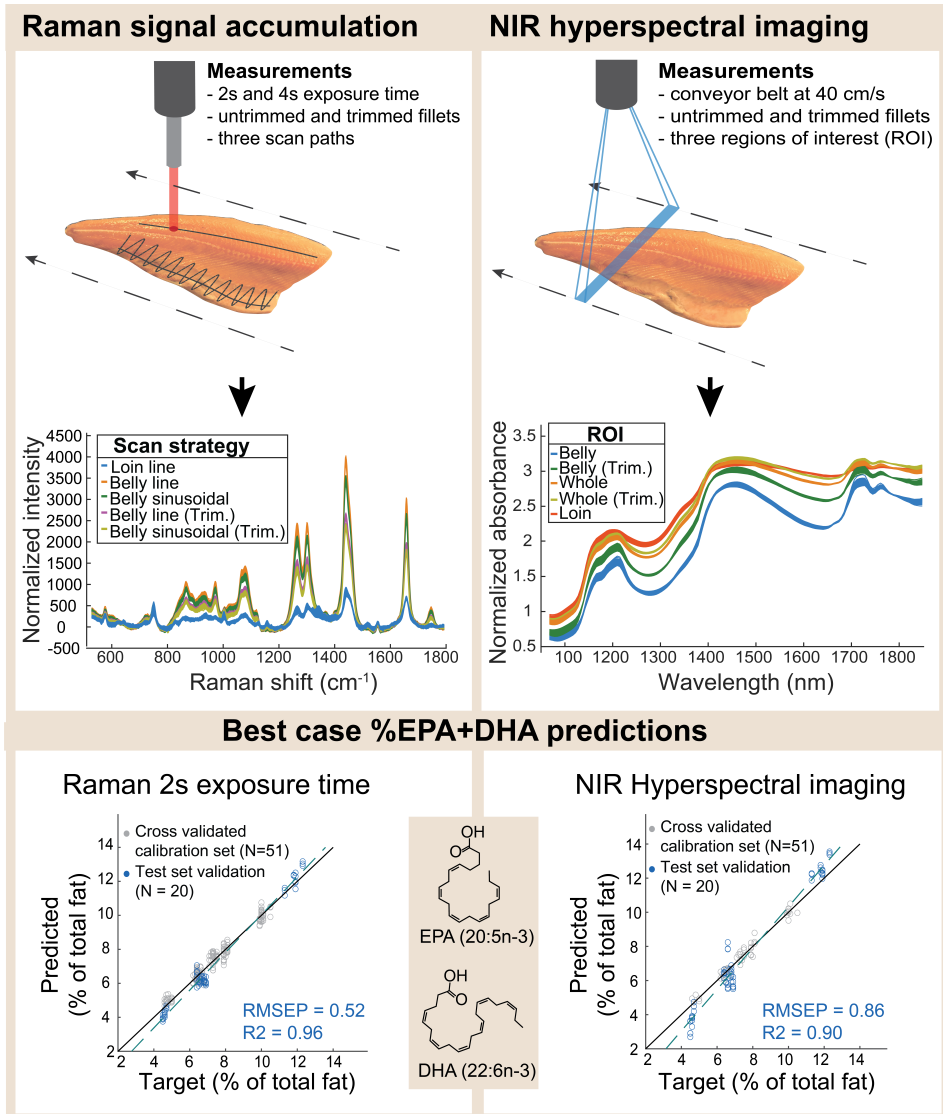 Raman signal accumulation
Measurements
- 2s and 4s exposure time
- untrimmed and trimmed fillets
- three scan paths
Normalized intensity
4500
4000
3500
3000
2500
2000
1500
1000
500
0
-500
Scan strategy
Loin line
Belly line
Belly sinusoidal
Belly line (Trim.)
Belly sinusoidal (Trim.)
600 800 1000 1200 1400 1600 1800
Raman shift (cm-1)
NIR hyperspectral imaging
Measurements
- conveyor belt at 40 cm/s
- untrimmed and trimmed fillets
- three regions of interest (ROI)
Normalized absorbance
3.5
3
2.5
2
1.5
1
0.5
ROI
Belly
Belly (Trim.)
Whole
Whole (Trim.)
Loin
100 1200 1300 1400 1500 1600 1700 1800
Wavelength (nm)
Best case %EPA+DHA predictions
Raman 2s exposure time
Predicted
(% of total fat)
14
12
10
8
6
4
2
Cross validated
calibration set (N=51)
Test set validation
(N = 20)
RMSEP = 0.52
R2 = 0.96
2 4 6 8 10 12 14
Target (% of total fat)
OH
O
EPA (20:5n-3)
OH
O
DHA (22:6n-3)
NIR Hyperspectral imaging
Predicted
(% of total fat)
14
12
10
8
6
4
2
Cross validated
calibration set (N=51)
Test set validation
(N = 20)
RMSEP = 0.86
R2 = 0.90
2 4 6 8 10 12 14
Target (% of total fat)